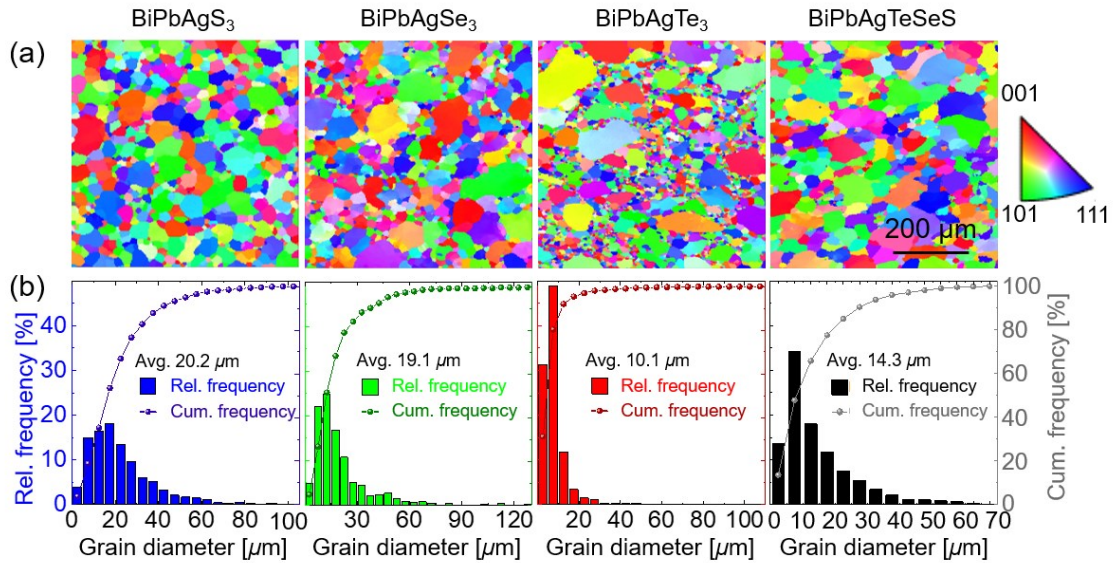 BiPbAgS₃ BiPbAgSe₃ BiPbAgTe₃ BiPbAgTeSeS
(a)
001
101 111
200 μm
(b)
Rel. frequency [%]
40
30
20
10
0
Avg. 20.2 μm
Rel. frequency
Cum. frequency
0 20 40 60 80 100
Grain diameter [μm]
Avg. 19.1 μm
Rel. frequency
Cum. frequency
30 60 90 120
Grain diameter [μm]
Avg. 10.1 μm
Rel. frequency
Cum. frequency
20 40 60 80 100
Grain diameter [μm]
Avg. 14.3 μm
Rel. frequency
Cum. frequency
0 10 20 30 40 50 60 70
Grain diameter [μm]
100
80
60
40
20
0
Cum. frequency [%]